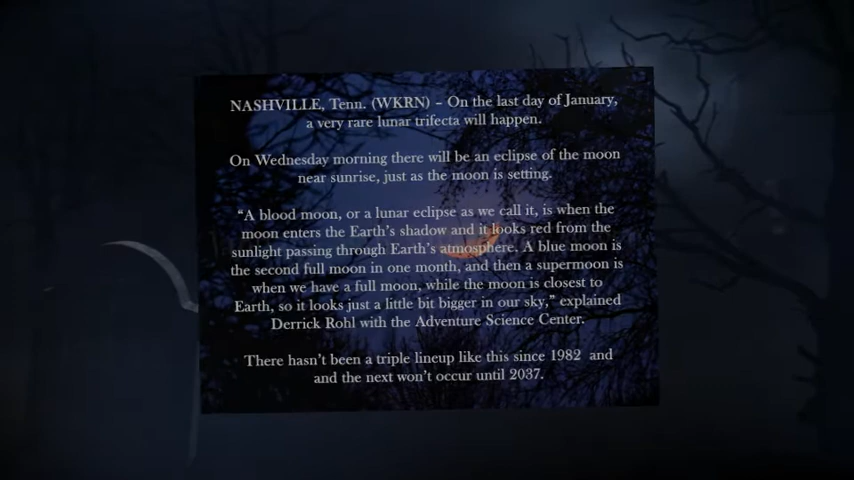 NASHVILLE, Tenn. (WKRN) – On the last day of January,
a very rare lunar trifecta will happen.
On Wednesday morning there will be an eclipse of the moon
near sunrise, just as the moon is setting.
“A blood moon, or a lunar eclipse as we call it, is when the
moon enters the Earth’s shadow and it looks red from the
sunlight passing through Earth’s atmosphere. A blue moon is
the second full moon in one month, and then a supermoon is
when we have a full moon, while the moon is closest to
Earth, so it looks just a little bit bigger in our sky,” explained
Derrick Rohl with the Adventure Science Center.
There hasn’t been a triple lineup like this since 1982 and
and the next won’t occur until 2037.